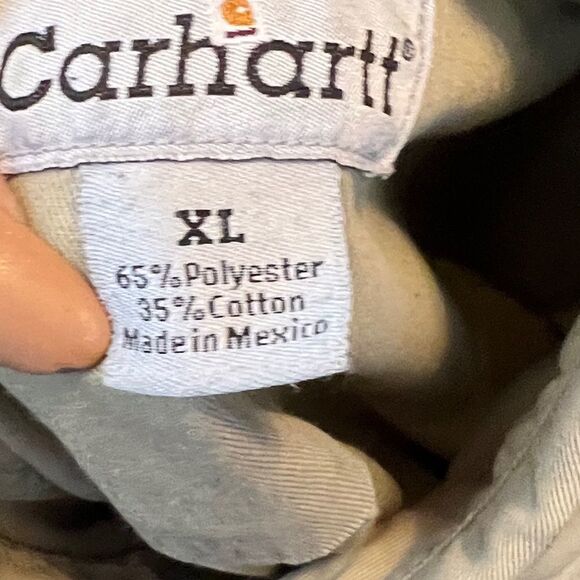 Carhartt®
XL
65%Polyester
35%Cotton
Made in Mexico